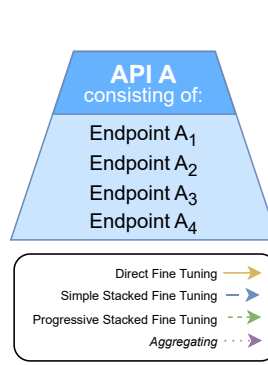 API A
consisting of:
Endpoint A₁
Endpoint A₂
Endpoint A₃
Endpoint A₄
Direct Fine Tuning
Simple Stacked Fine Tuning
Progressive Stacked Fine Tuning
Aggregating